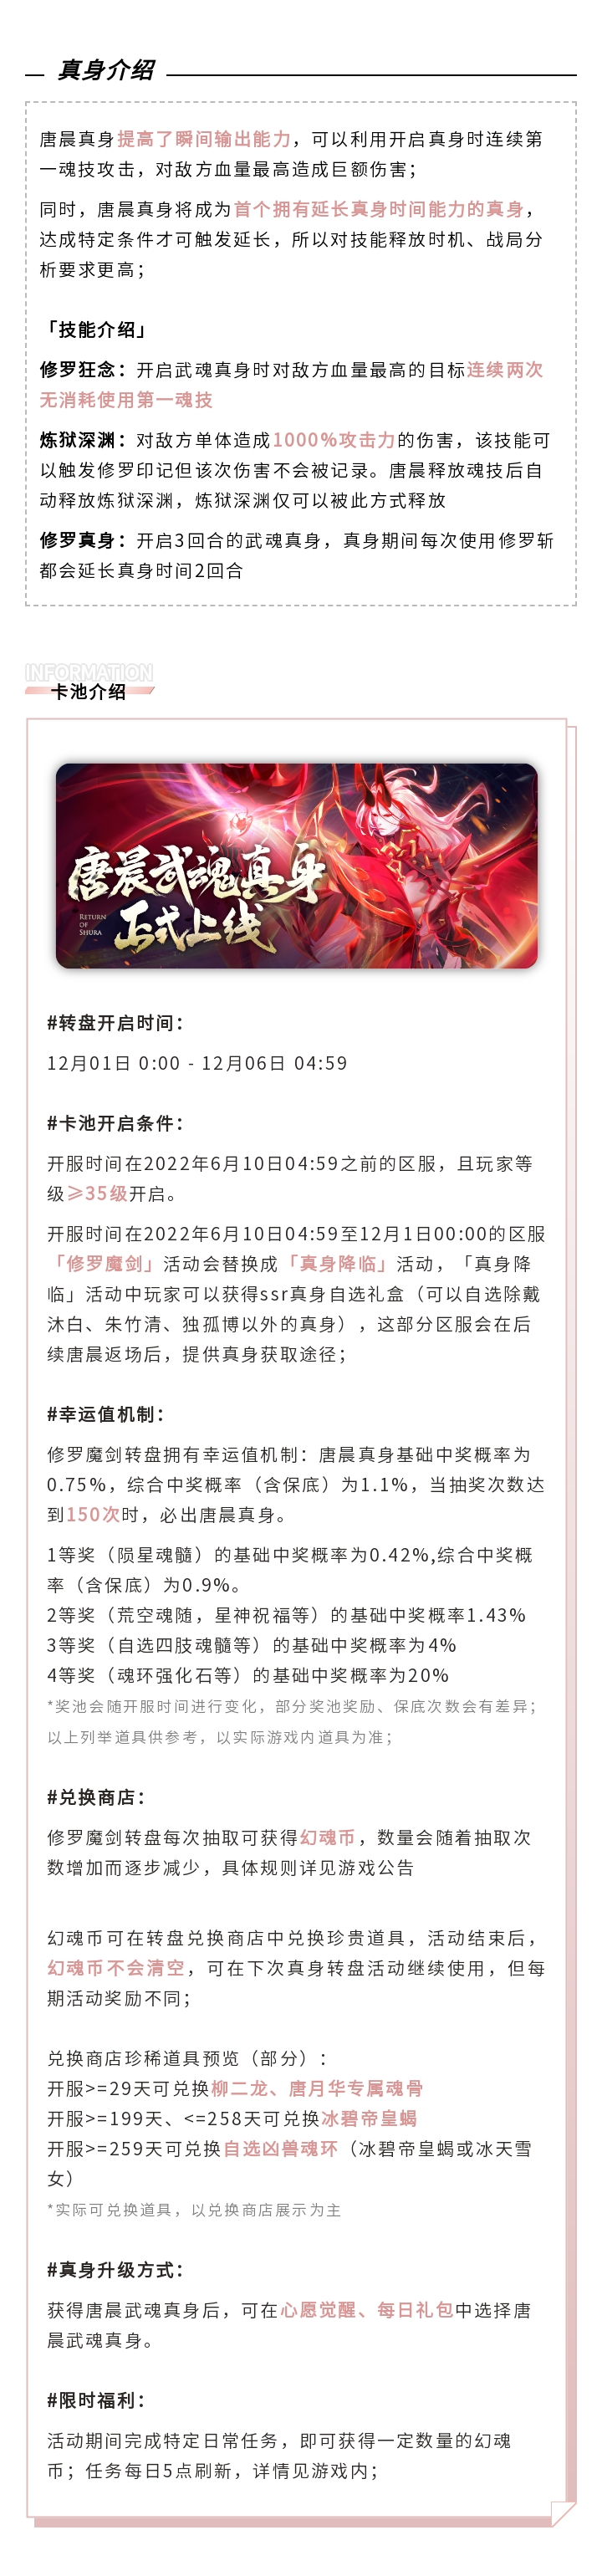 真身介绍
唐晨真身提高了瞬间输出能力，可以利用开启真身时连续第
一魂技攻击，对敌方血量最高造成巨额伤害；
同时，唐晨真身将成为首个拥有延长真身时间能力的真身，
达成特定条件才可触发延长，所以对技能释放时机、战局分
析要求更高；
「技能介绍」
修罗狂念：开启武魂真身时对敌方血量最高的目标连续两次
无消耗使用第一魂技
炼狱深渊：对敌方单体造成1000%攻击力的伤害，该技能可
以触发修罗印记但该次伤害不会被记录。唐晨释放魂技后自
动释放炼狱深渊，炼狱深渊仅可以被此方式释放
修罗真身：开启3回合的武魂真身，真身期间每次使用修罗斩
都会延长真身时间2回合
INFORMATION
卡池介绍
唐晨武魂真身
RETURN
OF
SHURA
正式上线
#转盘开启时间：
12月01日 0:00 - 12月06日 04:59
#卡池开启条件：
开服时间在2022年6月10日04:59之前的区服，且玩家等
级≥35级开启。
开服时间在2022年6月10日04:59至12月1日00:00的区服
「修罗魔剑」活动会替换成「真身降临」活动，「真身降
临」活动中玩家可以获得ssr真身自选礼盒（可以自选除戴
沐白、朱竹清、独孤博以外的真身），这部分区服会在后
续唐晨返场后，提供真身获取途径；
#幸运值机制：
修罗魔剑转盘拥有幸运值机制：唐晨真身基础中奖概率为
0.75%，综合中奖概率（含保底）为1.1%，当抽奖次数达
到150次时，必出唐晨真身。
1等奖（陨星魂髓）的基础中奖概率为0.42%,综合中奖概
率（含保底）为0.9%。
2等奖（荒空魂随，星神祝福等）的基础中奖概率1.43%
3等奖（自选四肢魂髓等）的基础中奖概率为4%
4等奖（魂环强化石等）的基础中奖概率为20%
*奖池会随开服时间进行变化，部分奖池奖励、保底次数会有差异；
以上列举道具供参考，以实际游戏内道具为准；
#兑换商店：
修罗魔剑转盘每次抽取可获得幻魂币，数量会随着抽取次
数增加而逐步减少，具体规则详见游戏公告
幻魂币可在转盘兑换商店中兑换珍贵道具，活动结束后，
幻魂币不会清空，可在下次真身转盘活动继续使用，但每
期活动奖励不同；
兑换商店珍稀道具预览（部分）：
开服>=29天可兑换柳二龙、唐月华专属魂骨
开服>=199天、<=258天可兑换冰碧帝皇蝎
开服>=259天可兑换自选凶兽魂环（冰碧帝皇蝎或冰天雪
女）
*实际可兑换道具，以兑换商店展示为主
#真身升级方式：
获得唐晨武魂真身后，可在心愿觉醒、每日礼包中选择唐
晨武魂真身。
#限时福利：
活动期间完成特定日常任务，即可获得一定数量的幻魂
币；任务每日5点刷新，详情见游戏内；